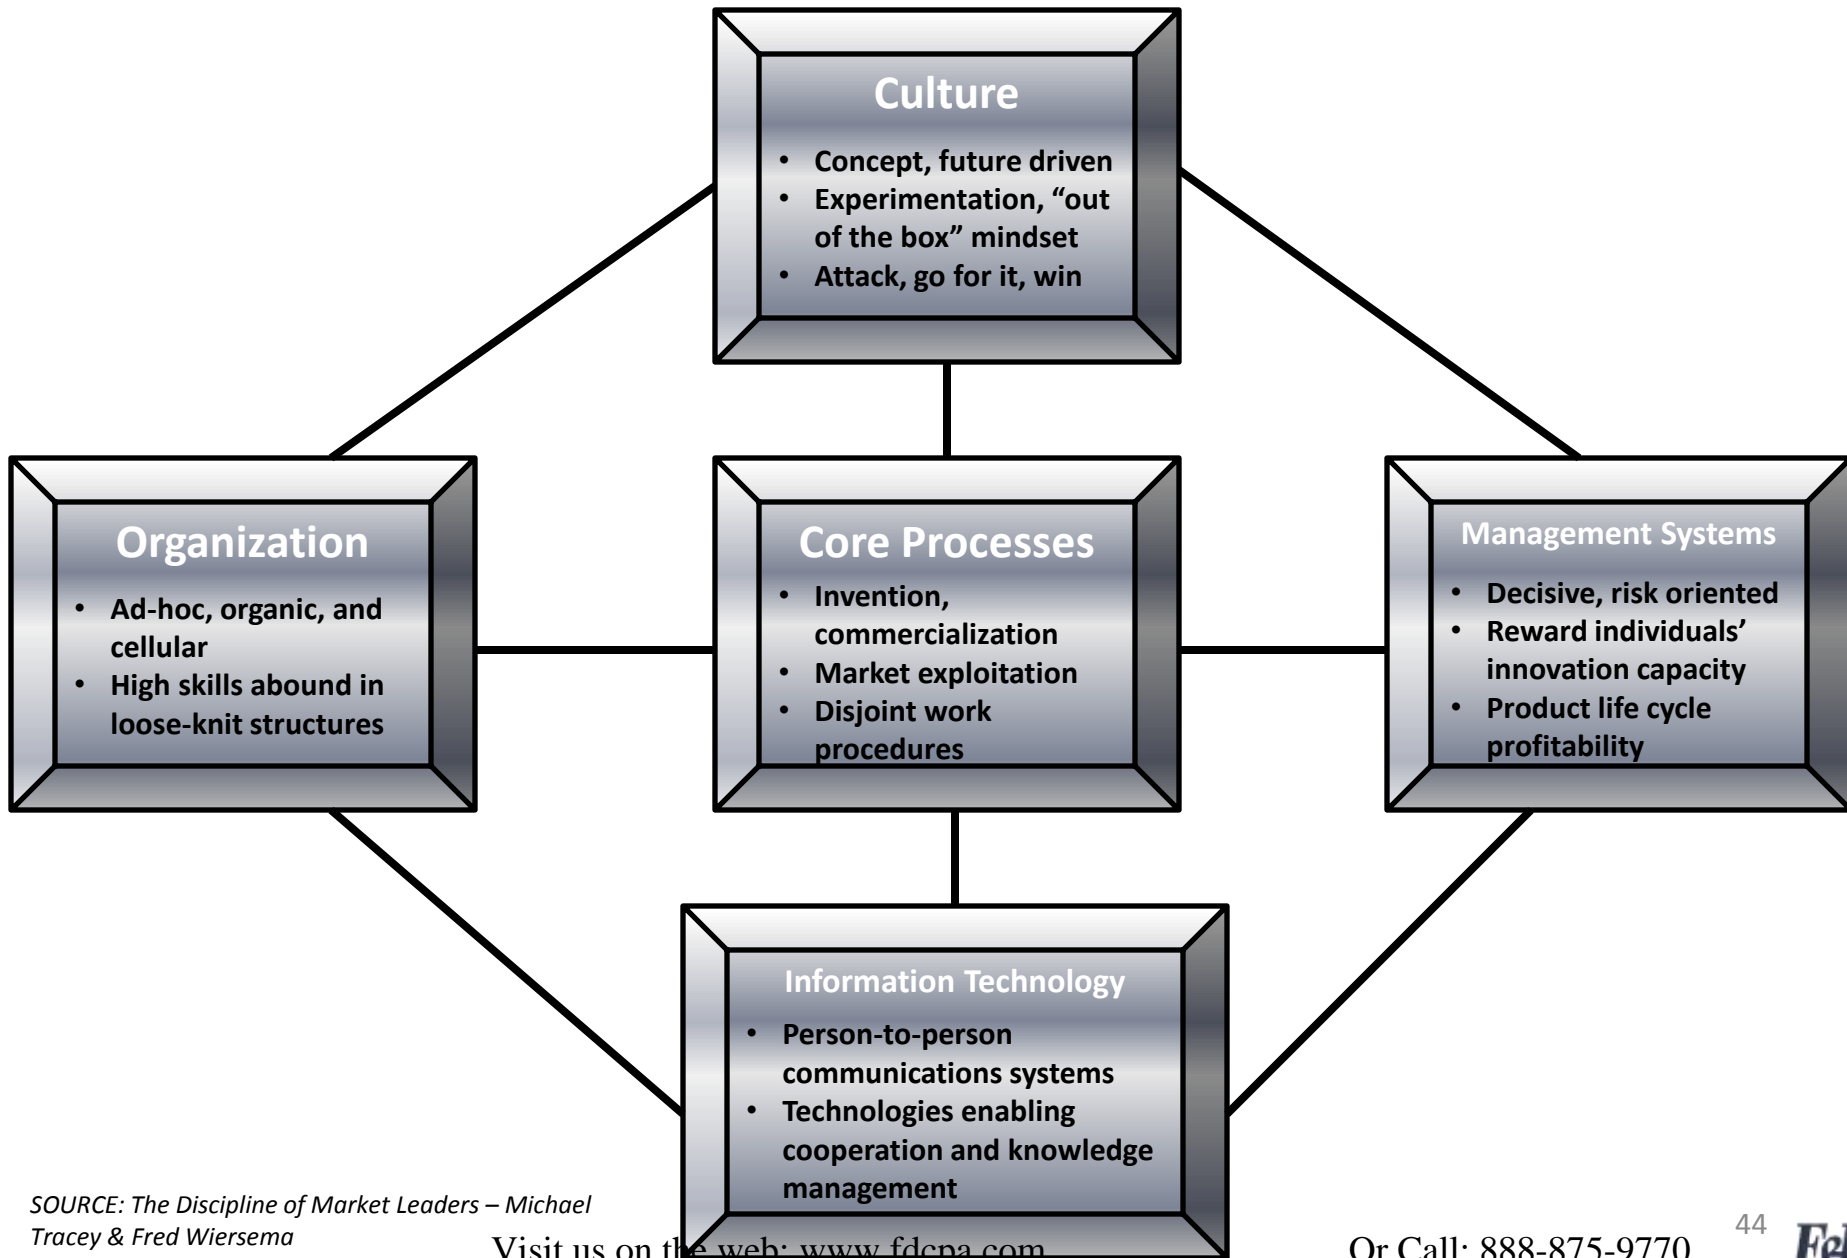 Culture
• Concept, future driven
• Experimentation, “out
of the box” mindset
• Attack, go for it, win
Organization
• Ad-hoc, organic, and
cellular
• High skills abound in
loose-knit structures
Core Processes
• Invention,
commercialization
• Market exploitation
• Disjoint work
procedures
Management Systems
• Decisive, risk oriented
• Reward individuals’
innovation capacity
• Product life cycle
profitability
Information Technology
• Person-to-person
communications systems
• Technologies enabling
cooperation and knowledge
management
SOURCE: The Discipline of Market Leaders – Michael
Tracey & Fred Wiersema
Visit us on the web: www.fdcpa.com
Or Call: 888-875-9770
44